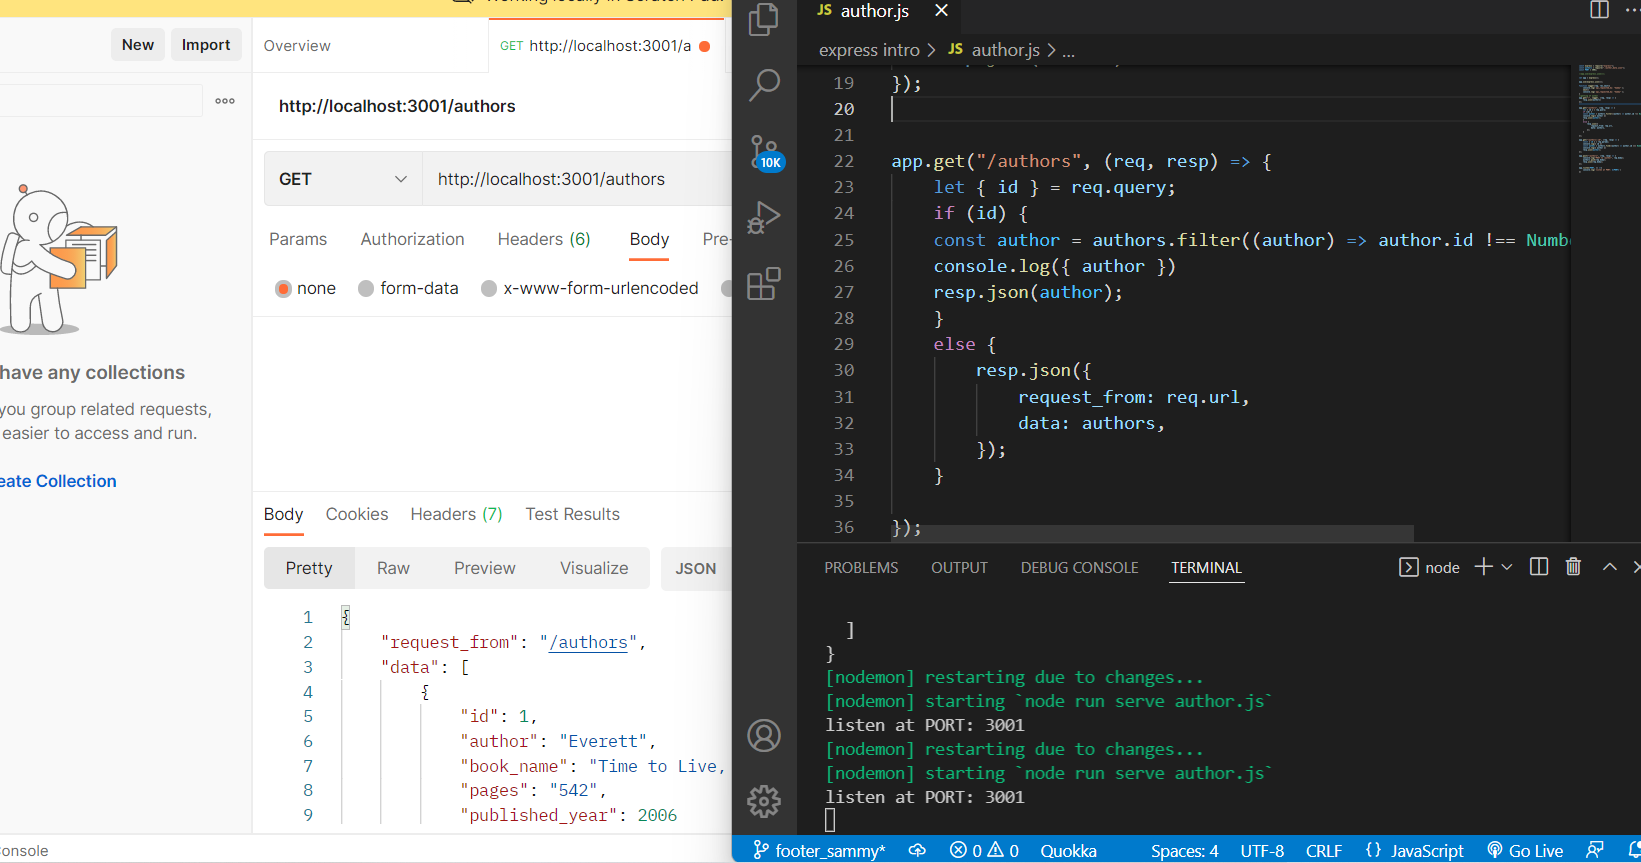 New
Import
Overview
GET http://localhost:3001/a
http://localhost:3001/authors
GET
http://localhost:3001/authors
Params
Authorization
Headers (6)
Body
Pre-
none
form-data
x-www-form-urlencoded
have any collections
you group related requests,
easier to access and run.
eate Collection
Body
Cookies
Headers (7)
Test Results
Pretty
Raw
Preview
Visualize
JSON
1 {
2 "request_from": "/authors",
3 "data": [
4 {
5 "id": 1,
6 "author": "Everett",
7 "book_name": "Time to Live,
8 "pages": "542",
9 "published_year": 2006
onsole
10K
JS author.js
express intro > JS author.js > ...
19 });
20
21
22 app.get("/authors", (req, resp) => {
23 let { id } = req.query;
24 if (id) {
25 const author = authors.filter((author) => author.id !== Numb
26 console.log({ author })
27 resp.json(author);
28 }
29 else {
30 resp.json({
31 request_from: req.url,
32 data: authors,
33 });
34 }
35
36 });
PROBLEMS
OUTPUT
DEBUG CONSOLE
TERMINAL
node
]
}
[nodemon] restarting due to changes...
[nodemon] starting `node run serve author.js`
listen at PORT: 3001
[nodemon] restarting due to changes...
[nodemon] starting `node run serve author.js`
listen at PORT: 3001
footer_sammy*
0
0
Quokka
Spaces: 4
UTF-8
CRLF
{} JavaScript
Go Live